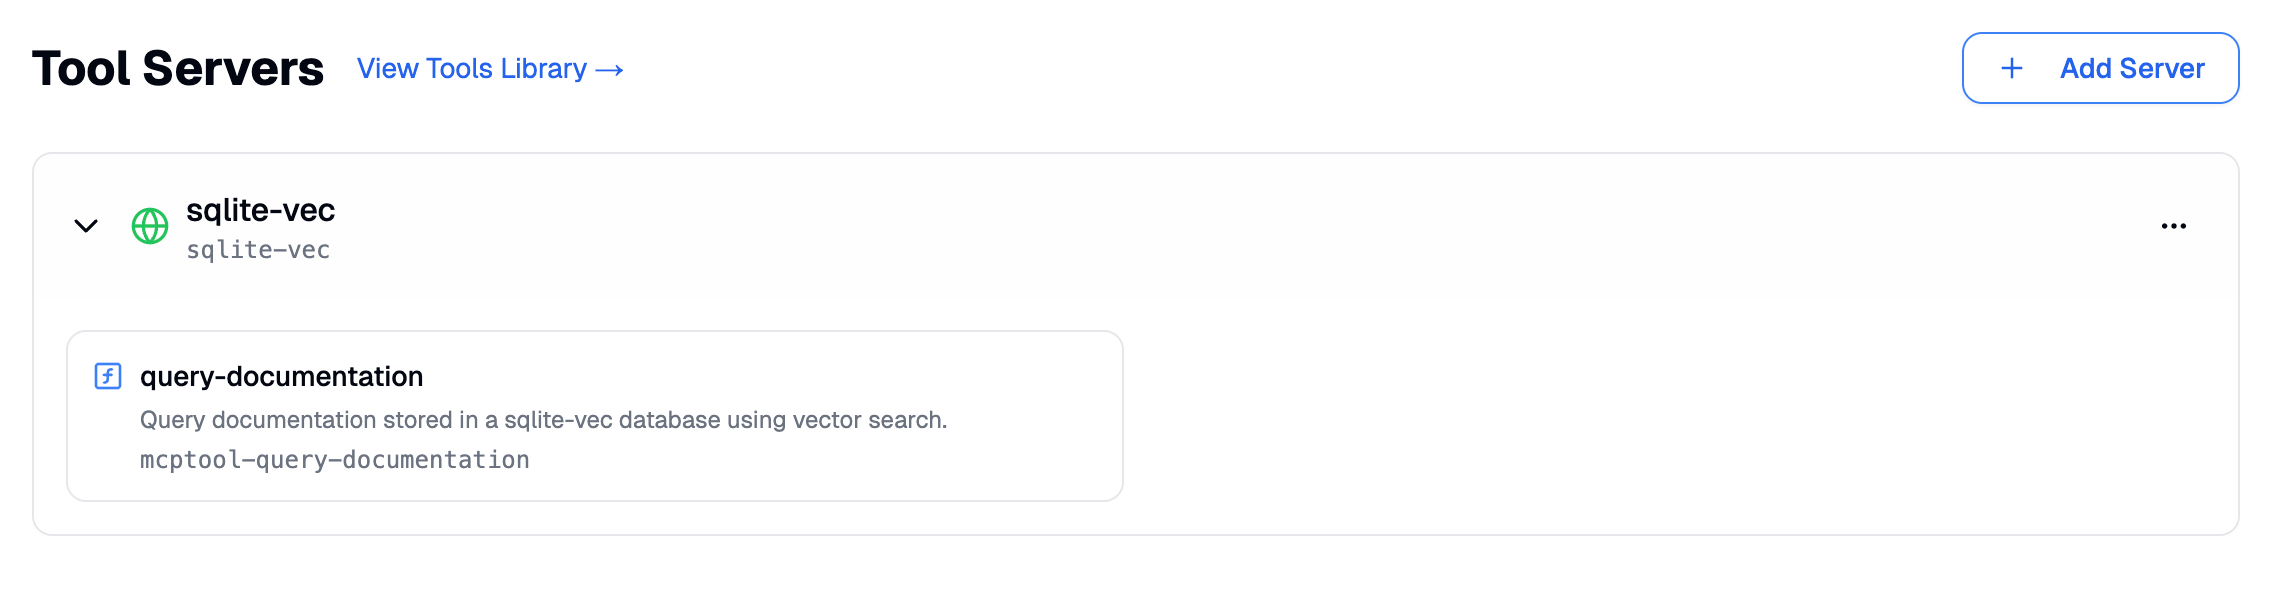 Tool Servers
View Tools Library →
+ Add Server
sqlite-vec
sqlite-vec
query-documentation
Query documentation stored in a sqlite-vec database using vector search.
mcptool-query-documentation